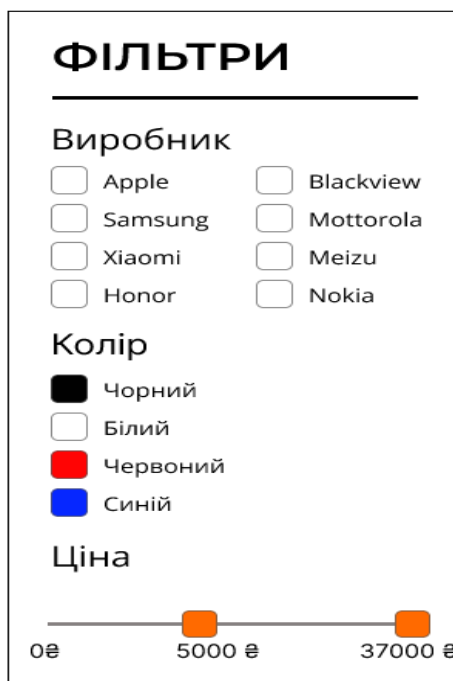 ФІЛЬТРИ
Виробник
Apple
Samsung
Xiaomi
Honor
Blackview
Mottorola
Meizu
Nokia
Колір
Чорний
Білий
Червоний
Синій
Ціна
0₴ 5000 ₴ 37000 ₴